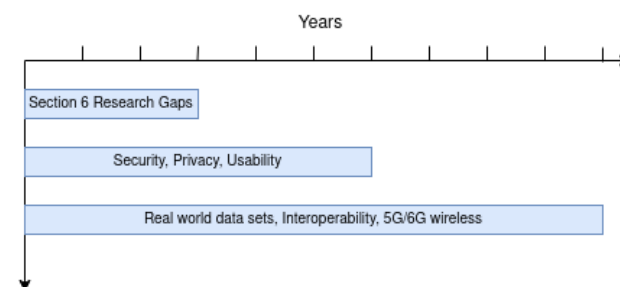 Years
Section 6 Research Gaps
Security, Privacy, Usability
Real world data sets, Interoperability, 5G/6G wireless